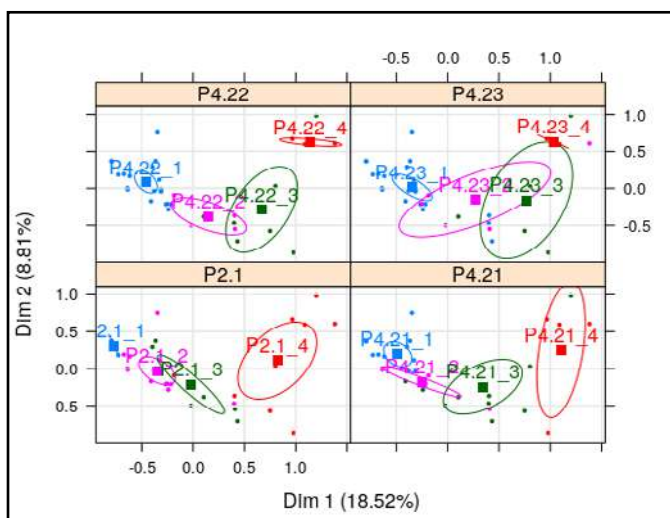 -0.5 0.0 0.5 1.0
P4.22 P4.23
P4.22_4 P4.23_4
P4.22_1 P4.23_1
P4.22_2 P4.22_3 P4.23_2 P4.23_3
1.0
0.5
0.0
-0.5
P2.1 P4.21
1.0
0.5
0.0
0.5
2.1_1 P4.21_1
P2.1_2 P2.1_4 P4.21_4
P2.1_3 P4.21_2 P4.21_3
-0.5 0.0 0.5 1.0
Dim 2 (8.81%)
Dim 1 (18.52%)